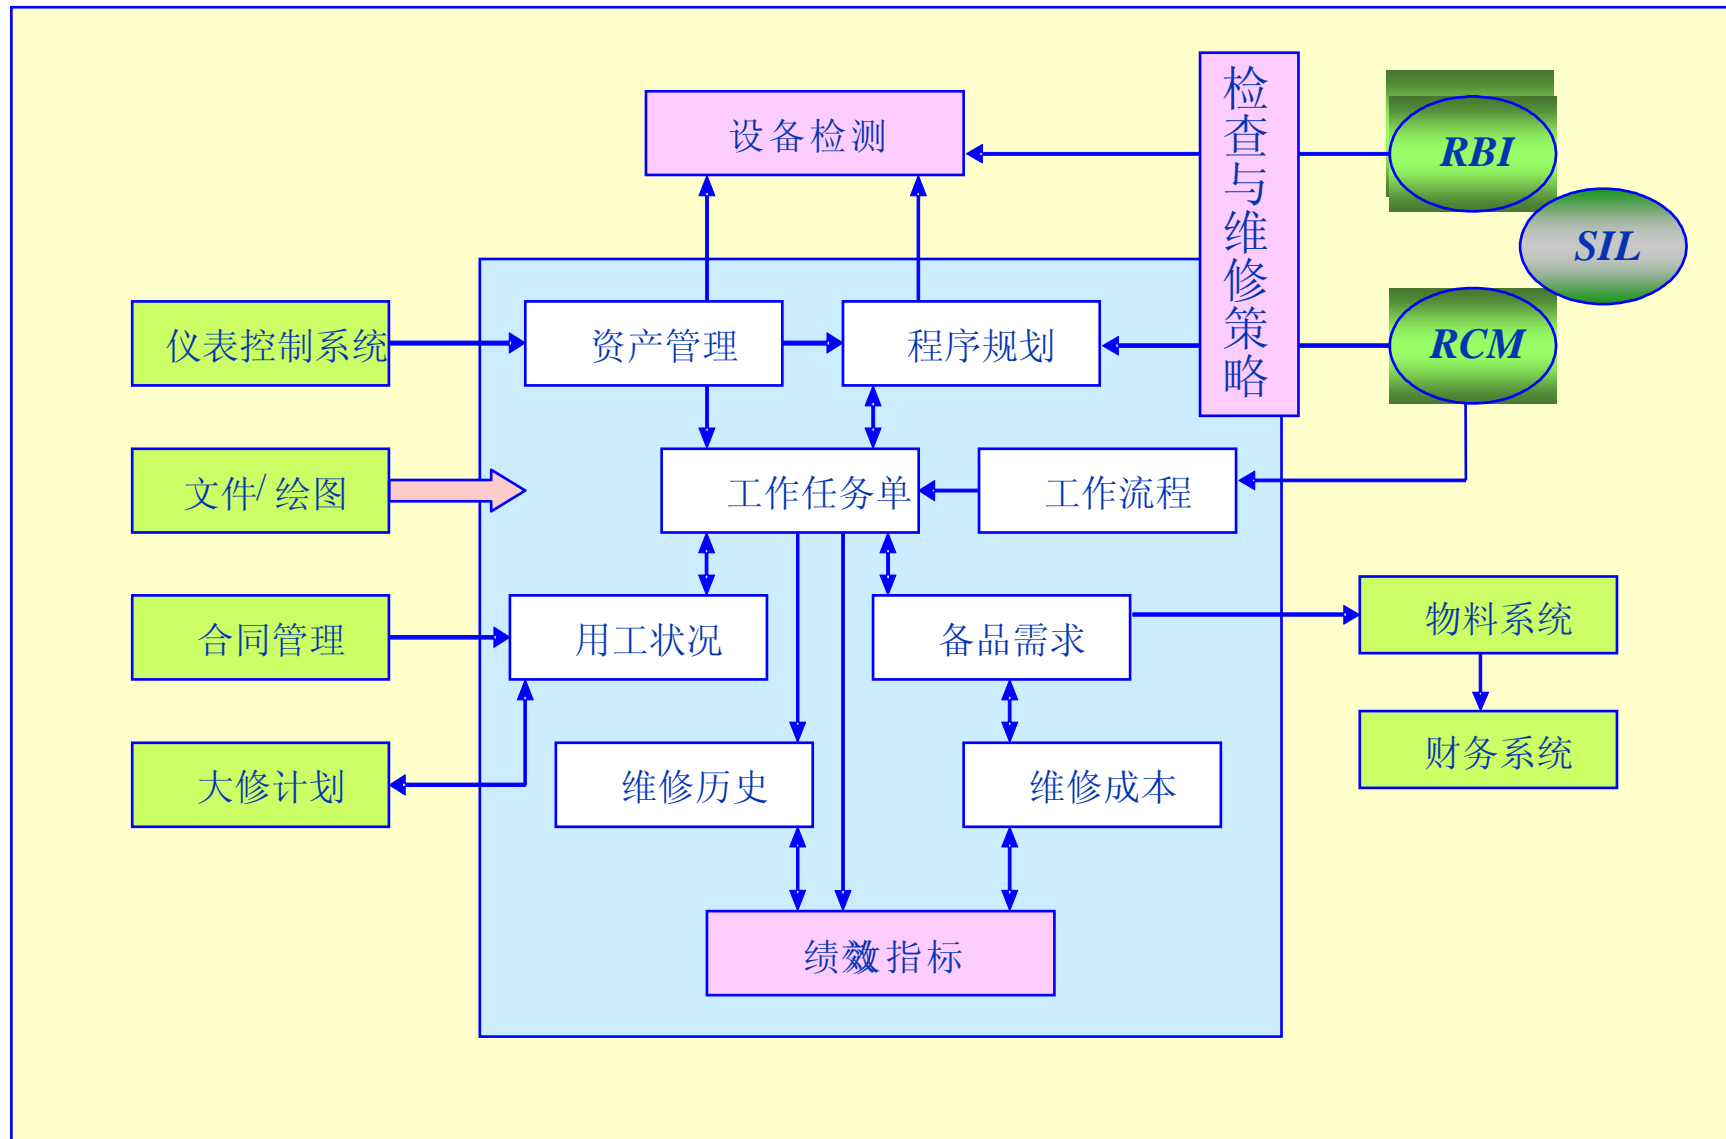 设备检测
检查与维修策略
RBI
SIL
仪表控制系统
资产管理
程序规划
RCM
文件/绘图
工作任务单
工作流程
合同管理
用工状况
备品需求
物料系统
大修计划
维修历史
维修成本
财务系统
绩效指标